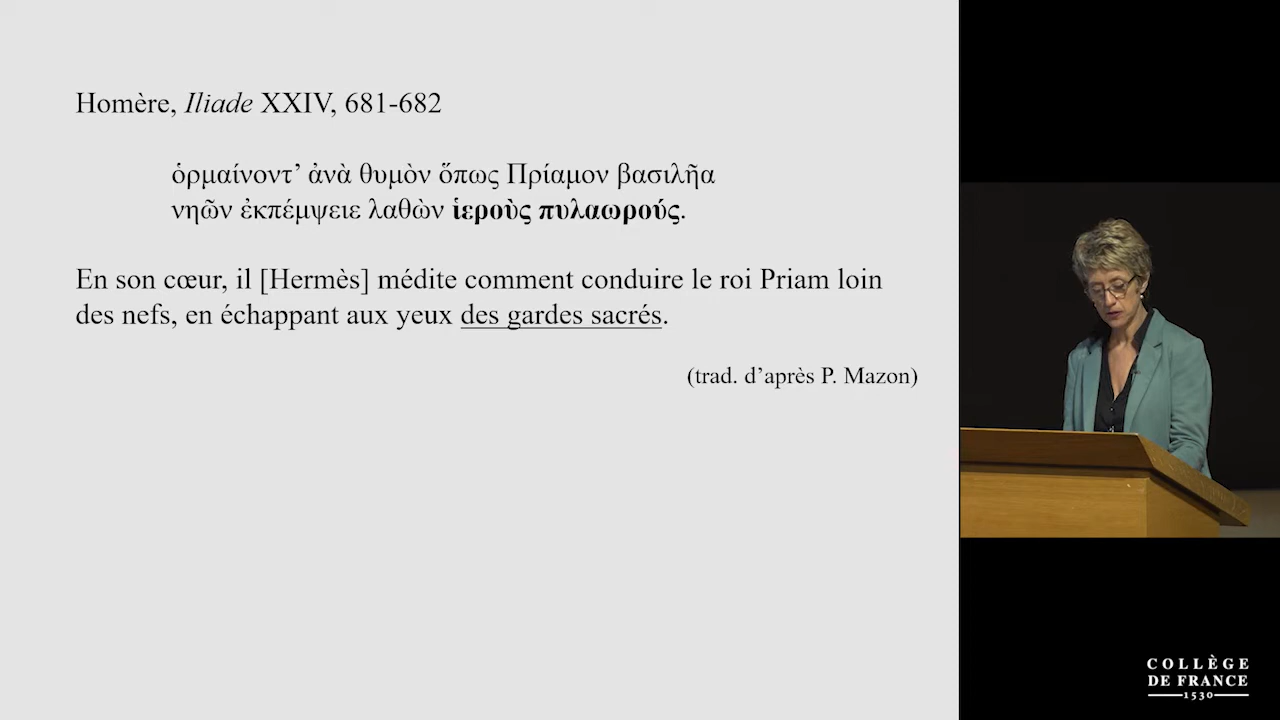 Homère, Iliade XXIV, 681-682
ὁρμαίνοντ’ ἀνὰ θυμὸν ὅπως Πρίαμον βασιλῆα
νηῶν ἐκπέμψειε λαθὼν ἱεροὺς πυλαωρούς.
En son cœur, il [Hermès] médite comment conduire le roi Priam loin
des nefs, en échappant aux yeux des gardes sacrés.
(trad. d’après P. Mazon)
COLLÈGE
DE FRANCE
1530